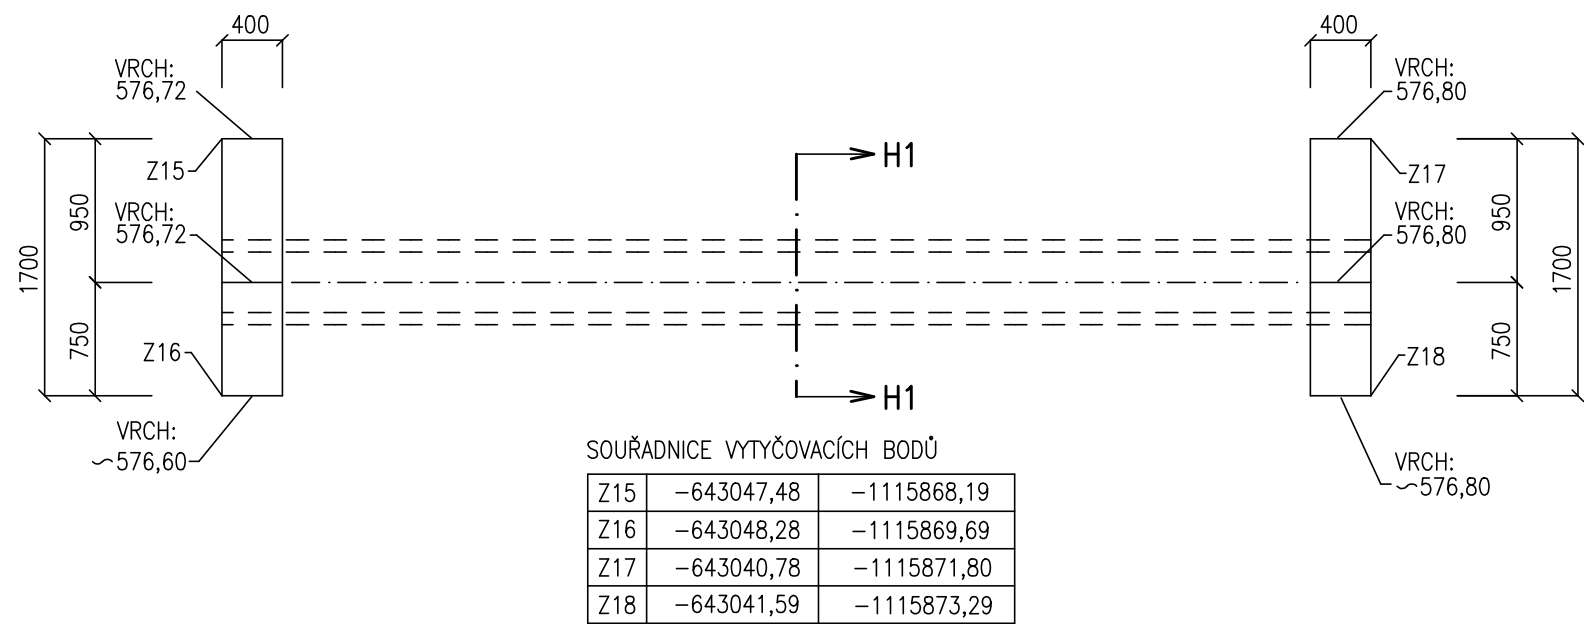 400
400
VRCH:
576,72
VRCH:
576,80
Z15
H1
Z17
950
VRCH:
576,72
VRCH:
576,80
950
1700
1700
750
Z16
Z18
750
H1
VRCH:
~576,60
SOUŘADNICE VYTYČOVACÍCH BODŮ
VRCH:
~576,80
Z15 -643047,48 -1115868,19
Z16 -643048,28 -1115869,69
Z17 -643040,78 -1115871,80
Z18 -643041,59 -1115873,29